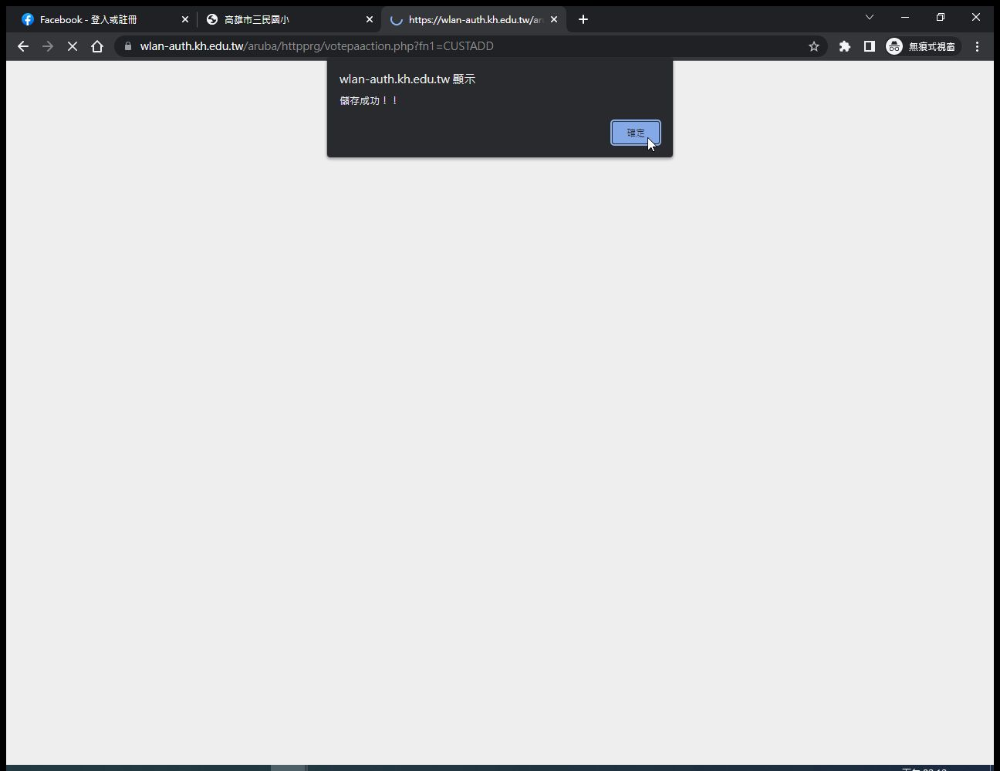 Facebook - 登入或註冊
高雄市三民國小
https://wlan-auth.kh.edu.tw/ar
wlan-auth.kh.edu.tw/aruba/httpprg/votepaaction.php?fn1=CUSTADD
無痕式視窗
wlan-auth.kh.edu.tw 顯示
儲存成功！！
確定